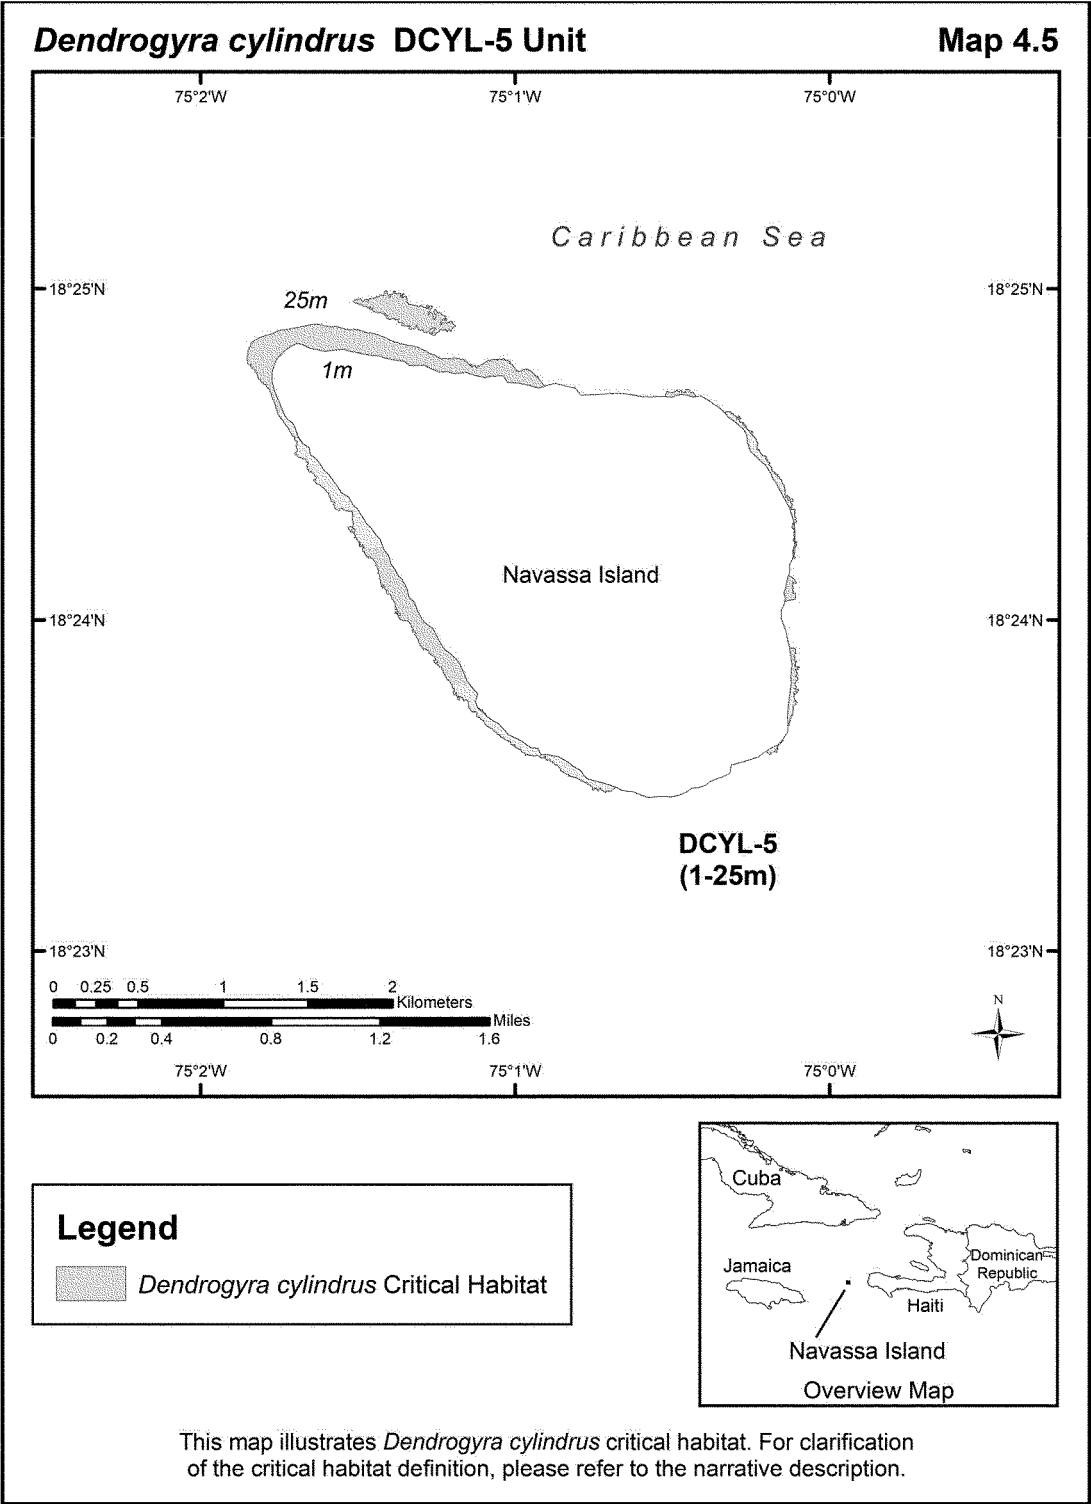 Dendrogyra cylindrus DCYL-5 Unit
Map 4.5
75°2'W
75°1'W
75°0'W
Caribbean Sea
18°25'N
18°25'N
25m
1m
Navassa Island
18°24'N
18°24'N
DCYL-5
(1-25m)
18°23'N
18°23'N
0 0.25 0.5 1 1.5 2
Kilometers
Miles
0 0.2 0.4 0.8 1.2 1.6
N
75°2'W
75°1'W
75°0'W
Legend
Dendrogyra cylindrus Critical Habitat
Cuba
Jamaica
Dominican
Republic
Haiti
Navassa Island
Overview Map
This map illustrates Dendrogyra cylindrus critical habitat. For clarification
of the critical habitat definition, please refer to the narrative description.